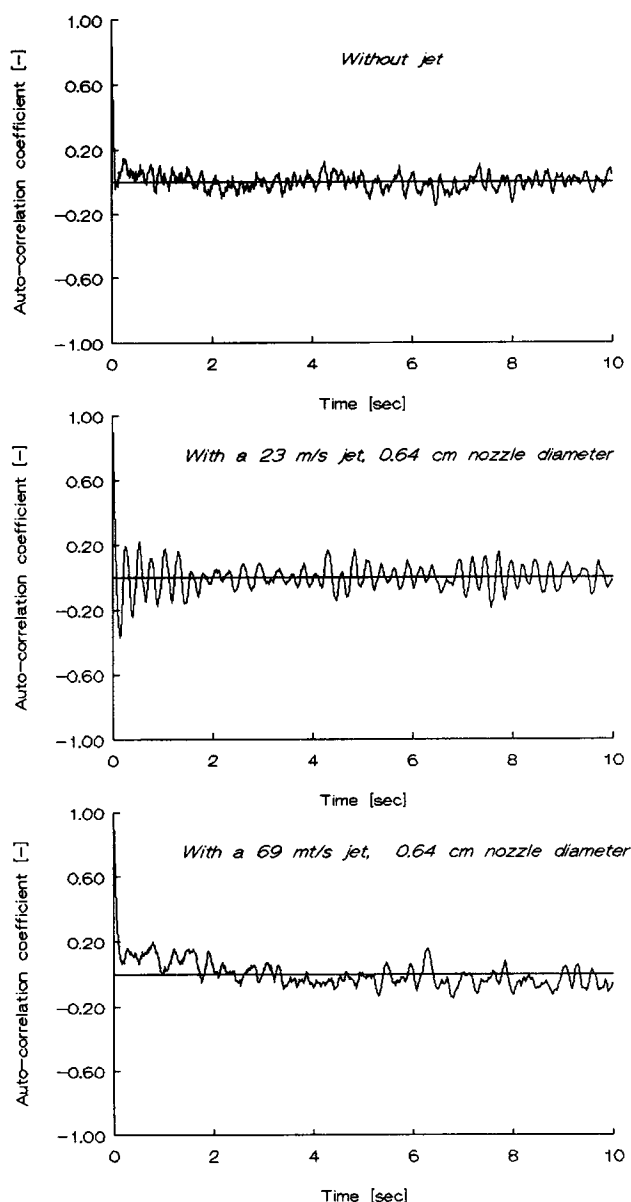 1.00
Without jet
0.60
0.20
−0.20
−0.60
−1.00
0 2 4 6 8 10
Time [sec]
Auto−correlation coefficient [−]
1.00
With a 23 m/s jet, 0.64 cm nozzle diameter
0.60
0.20
−0.20
−0.60
−1.00
0 2 4 6 8 10
Time [sec]
Auto−correlation coefficient [−]
1.00
With a 69 mt/s jet, 0.64 cm nozzle diameter
0.60
0.20
−0.20
−0.60
−1.00
0 2 4 6 8 10
Time [sec]
Auto−correlation coefficient [−]